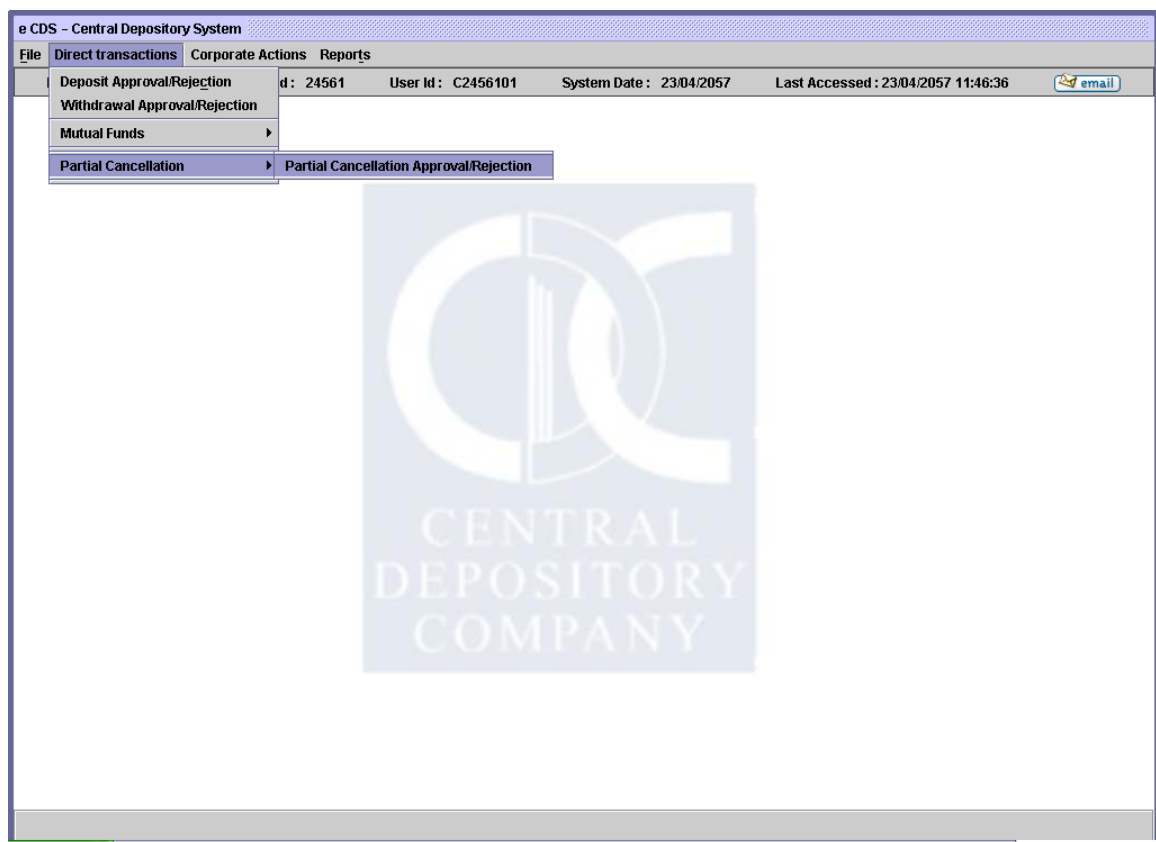 e CDS – Central Depository System
File Direct transactions Corporate Actions Reports
d : 24561 User Id : C2456101 System Date : 23/04/2057 Last Accessed : 23/04/2057 11:46:36 email
Deposit Approval/Rejection
Withdrawal Approval/Rejection
Mutual Funds
Partial Cancellation Partial Cancellation Approval/Rejection
CENTRAL
DEPOSITORY
COMPANY